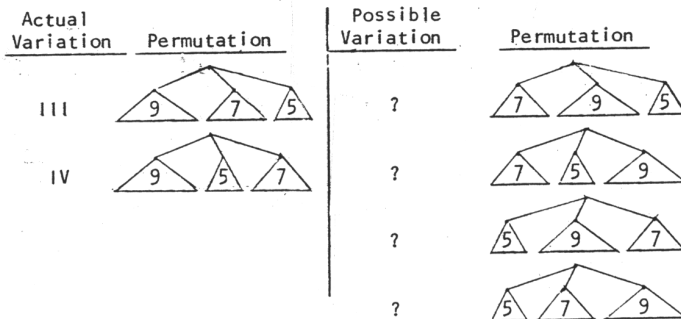 Actual Variation Permutation
Possible Variation Permutation
III 9 7 5
? 7 9 5
IV 9 5 7
? 7 5 9
? 5 9 7
? 5 7 9